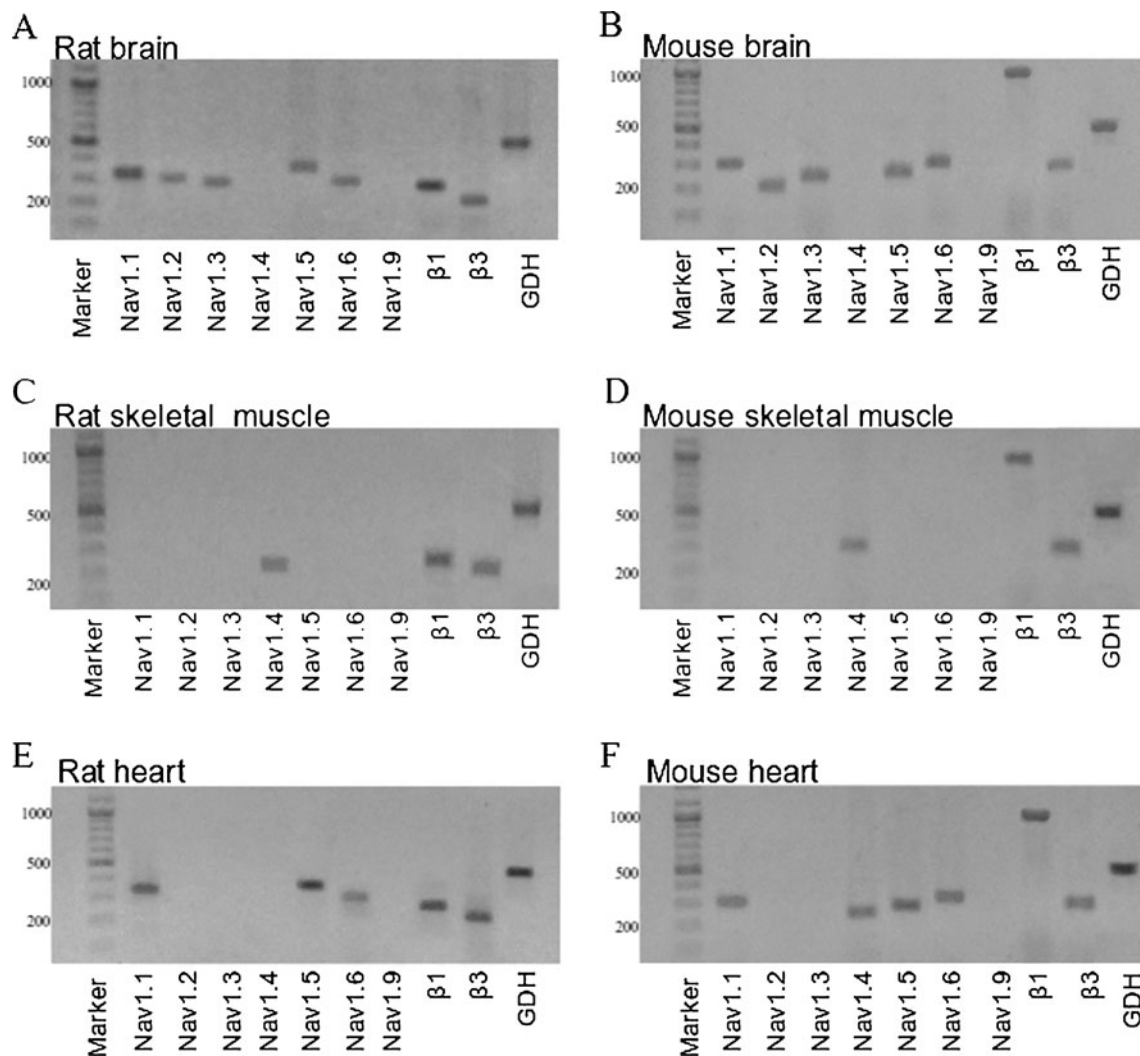 A
Rat brain
1000
500
200
Marker
Nav1.1
Nav1.2
Nav1.3
Nav1.4
Nav1.5
Nav1.6
Nav1.9
β1
β3
GDH
B
Mouse brain
1000
500
200
Marker
Nav1.1
Nav1.2
Nav1.3
Nav1.4
Nav1.5
Nav1.6
Nav1.9
β1
β3
GDH
C
Rat skeletal muscle
1000
500
200
Marker
Nav1.1
Nav1.2
Nav1.3
Nav1.4
Nav1.5
Nav1.6
Nav1.9
β1
β3
GDH
D
Mouse skeletal muscle
1000
500
200
Marker
Nav1.1
Nav1.2
Nav1.3
Nav1.4
Nav1.5
Nav1.6
Nav1.9
β1
β3
GDH
E
Rat heart
1000
500
200
Marker
Nav1.1
Nav1.2
Nav1.3
Nav1.4
Nav1.5
Nav1.6
Nav1.9
β1
β3
GDH
F
Mouse heart
1000
500
200
Marker
Nav1.1
Nav1.2
Nav1.3
Nav1.4
Nav1.5
Nav1.6
Nav1.9
β1
β3
GDH